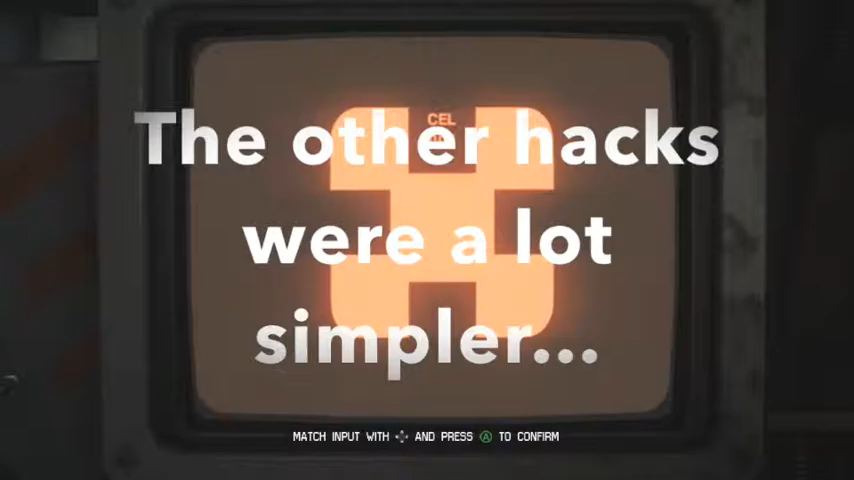 CEL
The other hacks
were a lot
simpler...
MATCH INPUT WITH AND PRESS A TO CONFIRM